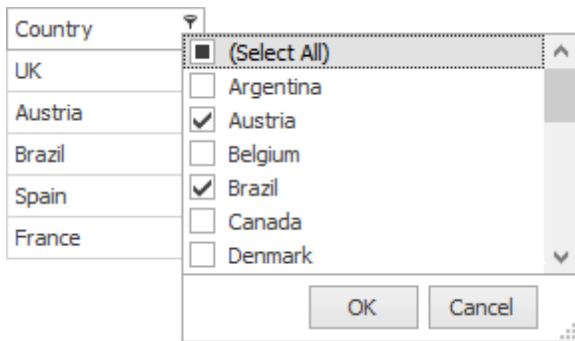 Country
UK
Austria
Brazil
Spain
France
(Select All)
Argentina
Austria
Belgium
Brazil
Canada
Denmark
OK Cancel